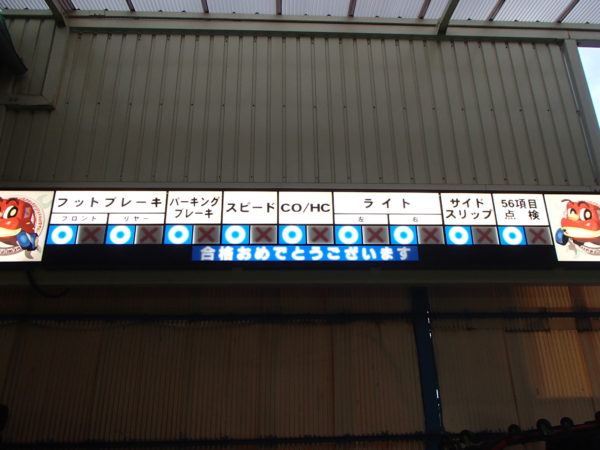 フットブレーキ
フロント
リヤー
パーキング
ブレーキ
スピード
CO/HC
ライト
左
右
サイド
スリップ
56項目
点検
合格おめでとうございます